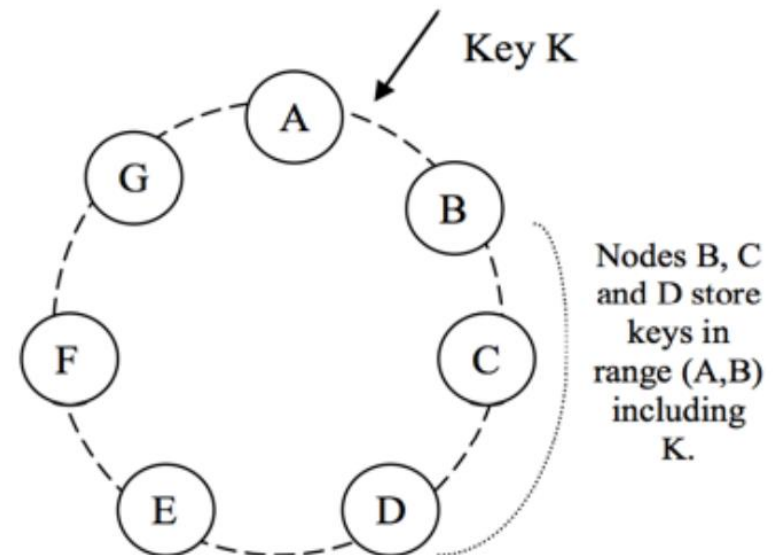 Key K
A
G
B
Nodes B, C
and D store
keys in
range (A,B)
including
K.
F
C
E
D